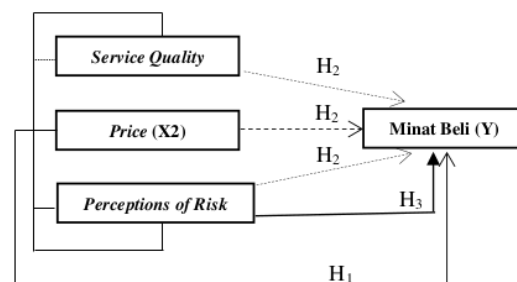 Service Quality
H2
H2
Price (X2)
Minat Beli (Y)
H2
Perceptions of Risk
H3
H1